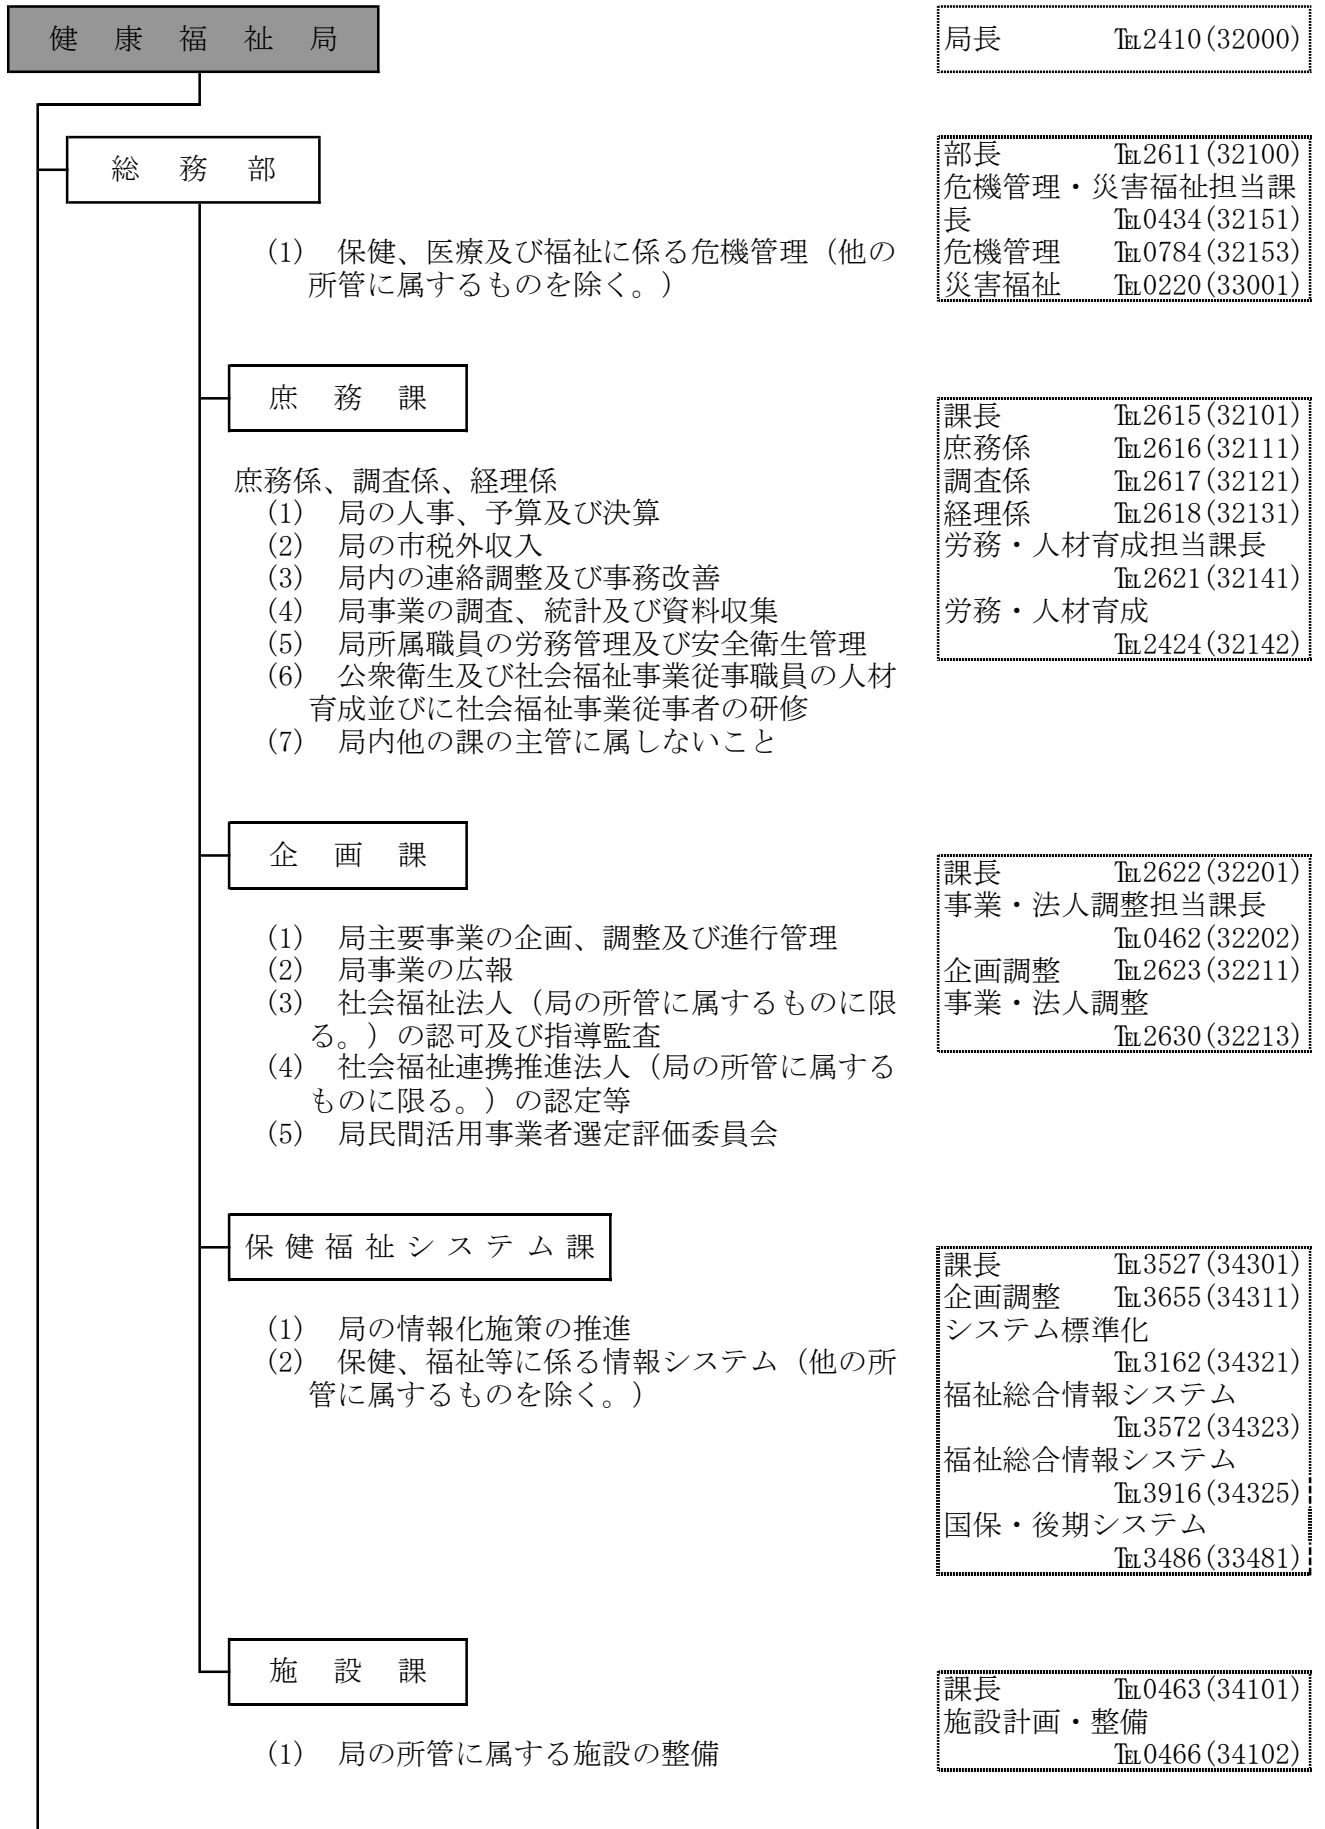 健康福祉局
局長 ℡2410(32000)
総務部
部長 ℡2611(32100)
危機管理・災害福祉担当課
長 ℡0434(32151)
危機管理 ℡0784(32153)
災害福祉 ℡0220(33001)
(1) 保健、医療及び福祉に係る危機管理（他の
所管に属するものを除く。）
庶務課
課長 ℡2615(32101)
庶務係 ℡2616(32111)
調査係 ℡2617(32121)
経理係 ℡2618(32131)
労務・人材育成担当課長
℡2621(32141)
労務・人材育成
℡2424(32142)
庶務係、調査係、経理係
(1) 局の人事、予算及び決算
(2) 局の市税外収入
(3) 局内の連絡調整及び事務改善
(4) 局事業の調査、統計及び資料収集
(5) 局所属職員の労務管理及び安全衛生管理
(6) 公衆衛生及び社会福祉事業従事職員の人材
育成並びに社会福祉事業従事者の研修
(7) 局内他の課の主管に属しないこと
企画課
課長 ℡2622(32201)
事業・法人調整担当課長
℡0462(32202)
企画調整 ℡2623(32211)
事業・法人調整
℡2630(32213)
(1) 局主要事業の企画、調整及び進行管理
(2) 局事業の広報
(3) 社会福祉法人（局の所管に属するものに限
る。）の認可及び指導監査
(4) 社会福祉連携推進法人（局の所管に属する
ものに限る。）の認定等
(5) 局民間活用事業者選定評価委員会
保健福祉システム課
課長 ℡3527(34301)
企画調整 ℡3655(34311)
システム標準化
℡3162(34321)
福祉総合情報システム
℡3572(34323)
福祉総合情報システム
℡3916(34325)
国保・後期システム
℡3486(33481)
(1) 局の情報化施策の推進
(2) 保健、福祉等に係る情報システム（他の所
管に属するものを除く。）
施設課
課長 ℡0463(34101)
施設計画・整備
℡0466(34102)
(1) 局の所管に属する施設の整備